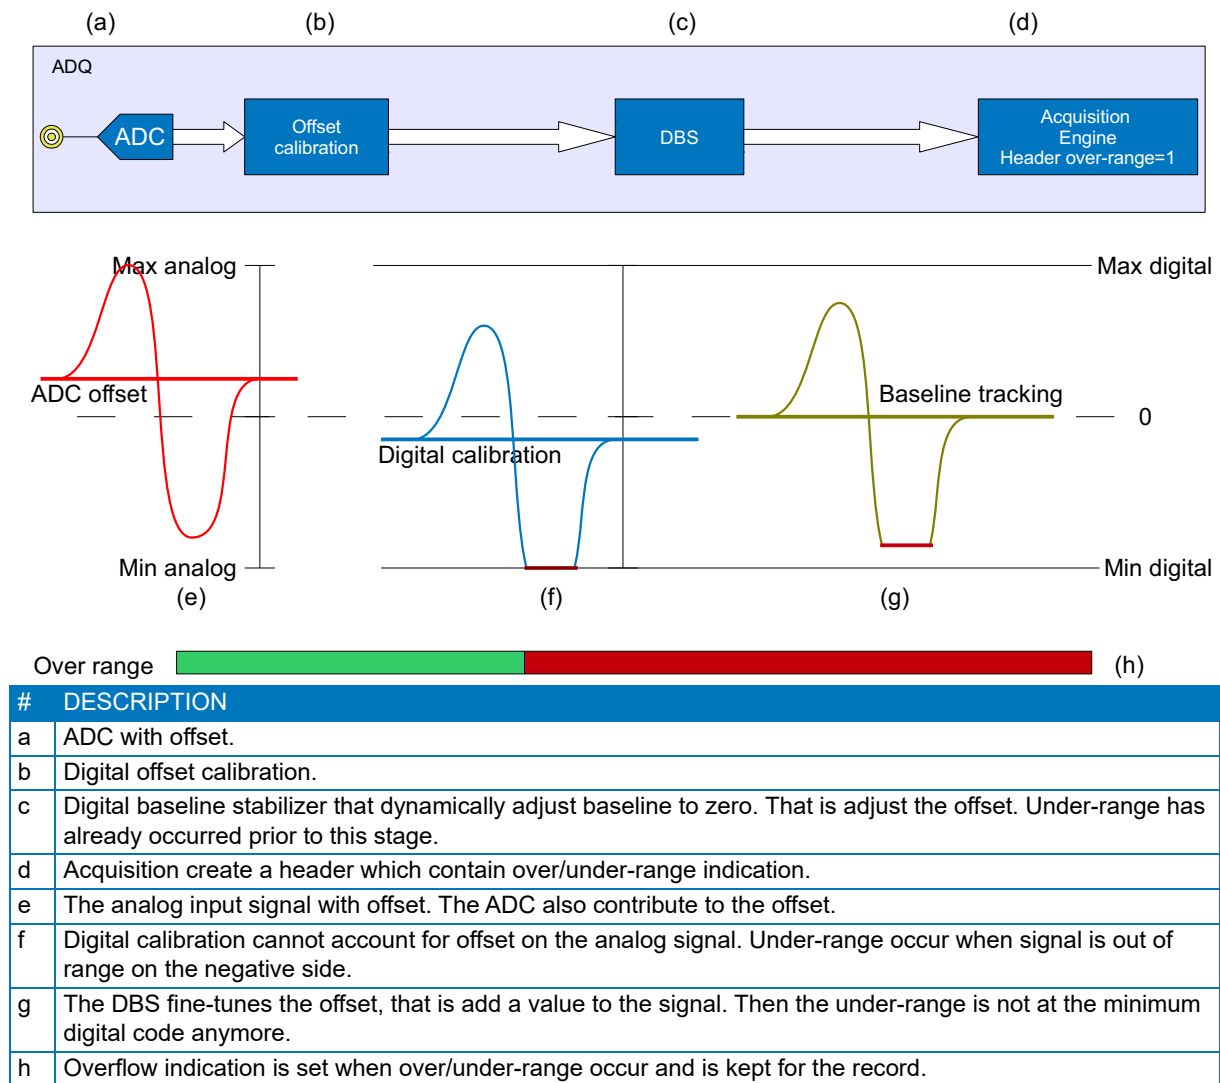 (a) (b) (c) (d)
ADQ
ADC
Offset
calibration
DBS
Acquisition
Engine
Header over-range=1
Max analog
Max digital
ADC offset
Baseline tracking
0
Digital calibration
Min analog
Min digital
(e) (f) (g)
Over range
(h)
# DESCRIPTION
a ADC with offset.
b Digital offset calibration.
c Digital baseline stabilizer that dynamically adjust baseline to zero. That is adjust the offset. Under-range has
already occurred prior to this stage.
d Acquisition create a header which contain over/under-range indication.
e The analog input signal with offset. The ADC also contribute to the offset.
f Digital calibration cannot account for offset on the analog signal. Under-range occur when signal is out of
range on the negative side.
g The DBS fine-tunes the offset, that is add a value to the signal. Then the under-range is not at the minimum
digital code anymore.
h Overflow indication is set when over/under-range occur and is kept for the record.